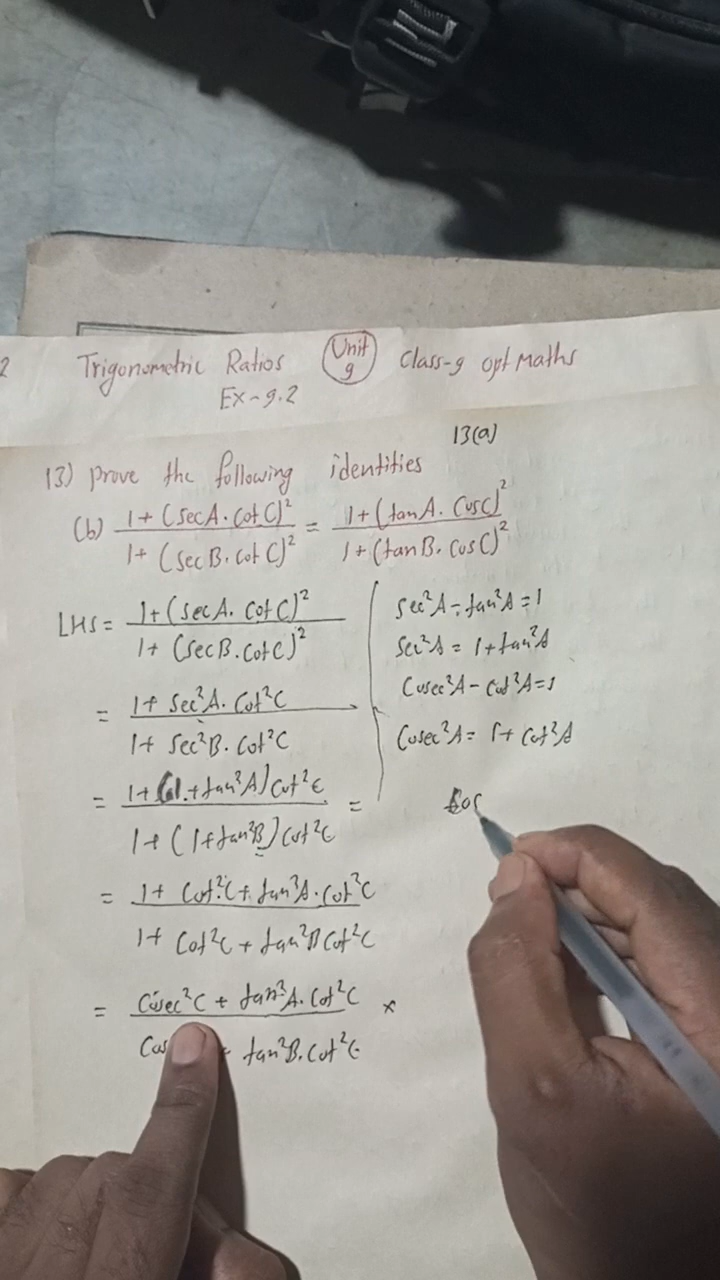 2 Trigonometric Ratios Unit 9 Class-9 opt Maths
Ex-9.2
13(a)
13) prove the following identities
(b) 1+(secA.cotC)² / 1+(secB.cotC)² = 1+(tanA.cosC)² / 1+(tanB.cosC)²
LHS = 1+(secA.cotC)² / 1+(secB.cotC)²
= 1+sec²A.cot²C / 1+sec²B.cot²C
= 1+(1+tan²A)cot²C / 1+(1+tan²B)cot²C =
= 1+cot²C+tan²A.cot²C / 1+cot²C+tan²Bcot²C
= cosec²C+tan²A.cot²C / tan²B.cot²C ×
sec²A-tan²A=1
sec²A=1+tan²A
cosec²A-cot²A=1
cosec²A=1+cot²A